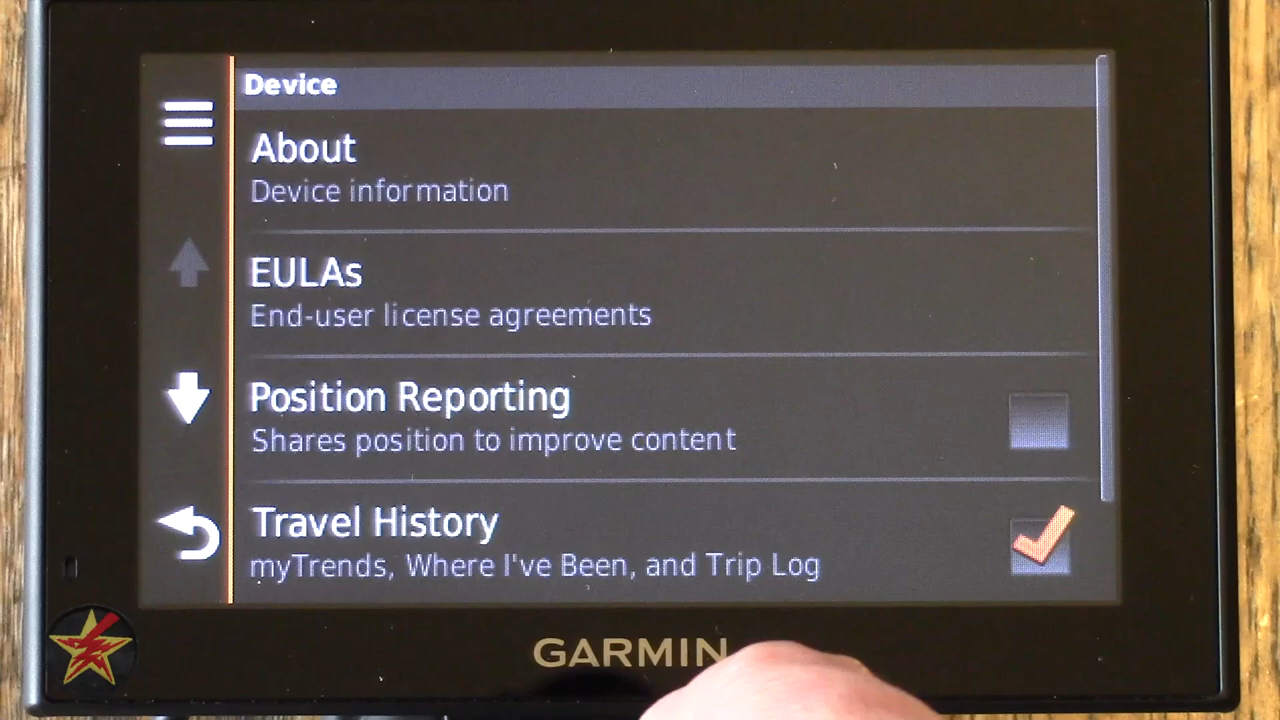 Device
About
Device information
EULAs
End-user license agreements
Position Reporting
Shares position to improve content
Travel History
myTrends, Where I've Been, and Trip Log
GARMIN